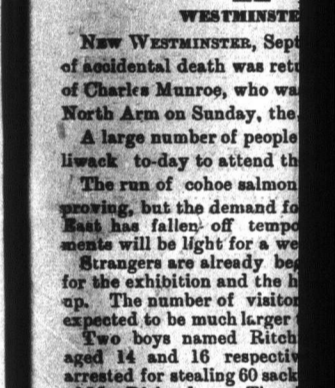 WESTMINSTE
NEW WESTMINSTER, Sept
of accidental death was retu
of Charles Munroe, who wa
North Arm on Sunday, the
A large number of people
liwack to-day to attend th
The run of cohoe salmon
proving, but the demand fo
East has fallen off tempo
ments will be light for a we
Strangers are already beg
for the exhibition and the h
up. The number of visitor
expected to be much larger
Two boys named Ritch
aged 14 and 16 respectiv
arrested for stealing 60 sack